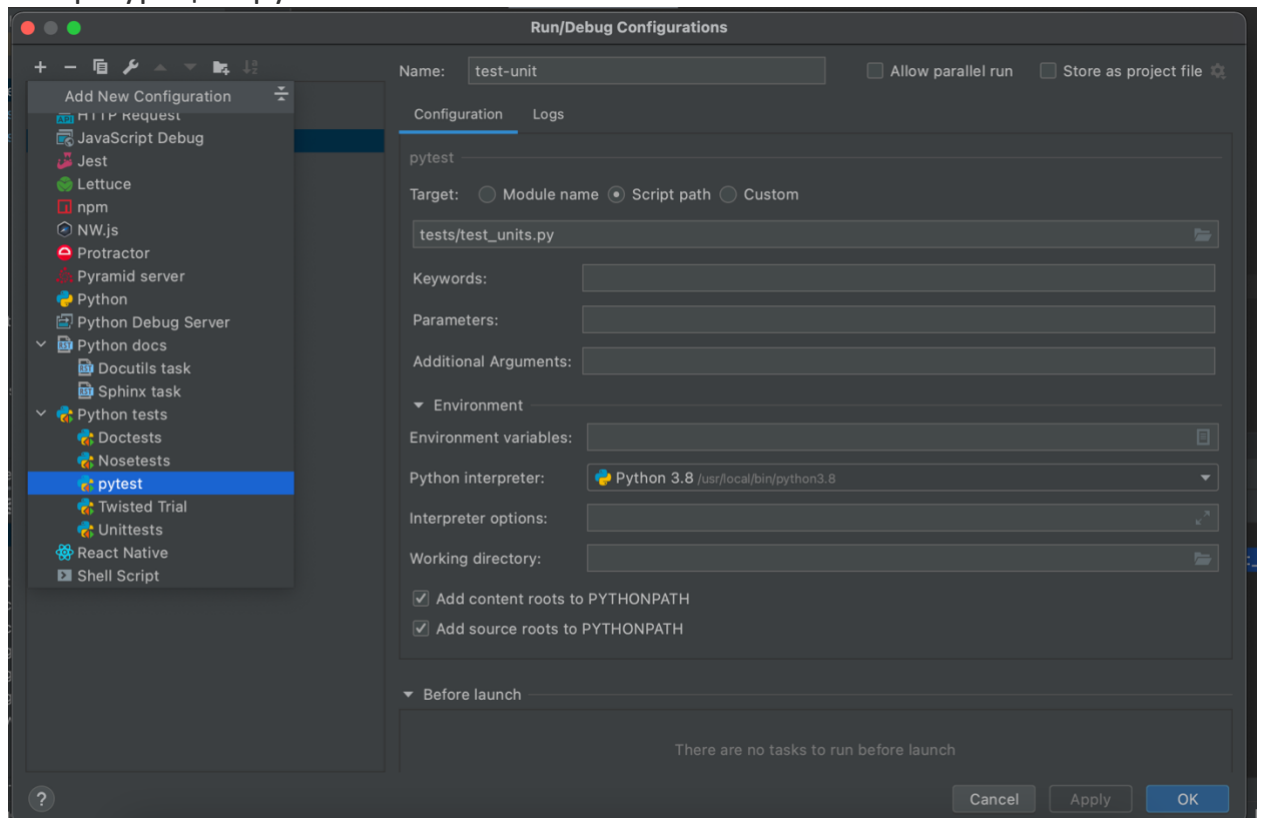 Run/Debug Configurations
Name: test-unit Allow parallel run Store as project file
Add New Configuration
HTTP Request
JavaScript Debug
Jest
Lettuce
npm
NW.js
Protractor
Pyramid server
Python
Python Debug Server
Python docs
Docutils task
Sphinx task
Python tests
Doctests
Nosetests
pytest
Twisted Trial
Unittests
React Native
Shell Script
Configuration Logs
pytest
Target: Module name Script path Custom
tests/test_units.py
Keywords:
Parameters:
Additional Arguments:
Environment
Environment variables:
Python interpreter: Python 3.8 /usr/local/bin/python3.8
Interpreter options:
Working directory:
Add content roots to PYTHONPATH
Add source roots to PYTHONPATH
Before launch
There are no tasks to run before launch
? Cancel Apply OK